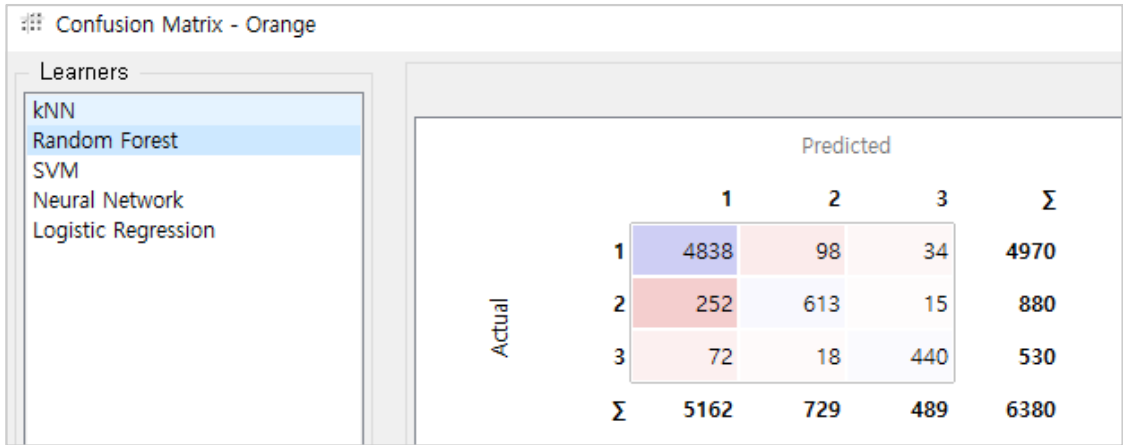 Confusion Matrix - Orange
Learners
kNN
Random Forest
SVM
Neural Network
Logistic Regression
Predicted
1 2 3 Σ
1 4838 98 34 4970
Actual
2 252 613 15 880
3 72 18 440 530
Σ 5162 729 489 6380